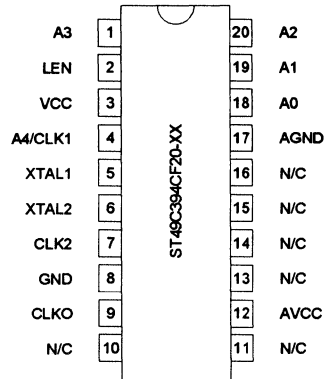 A3 1 20 A2
LEN 2 19 A1
VCC 3 18 A0
A4/CLK1 4 17 AGND
XTAL1 5 16 N/C
XTAL2 6 15 N/C
CLK2 7 14 N/C
GND 8 13 N/C
CLKO 9 12 AVCC
N/C 10 11 N/C
ST49C394CF20-XX